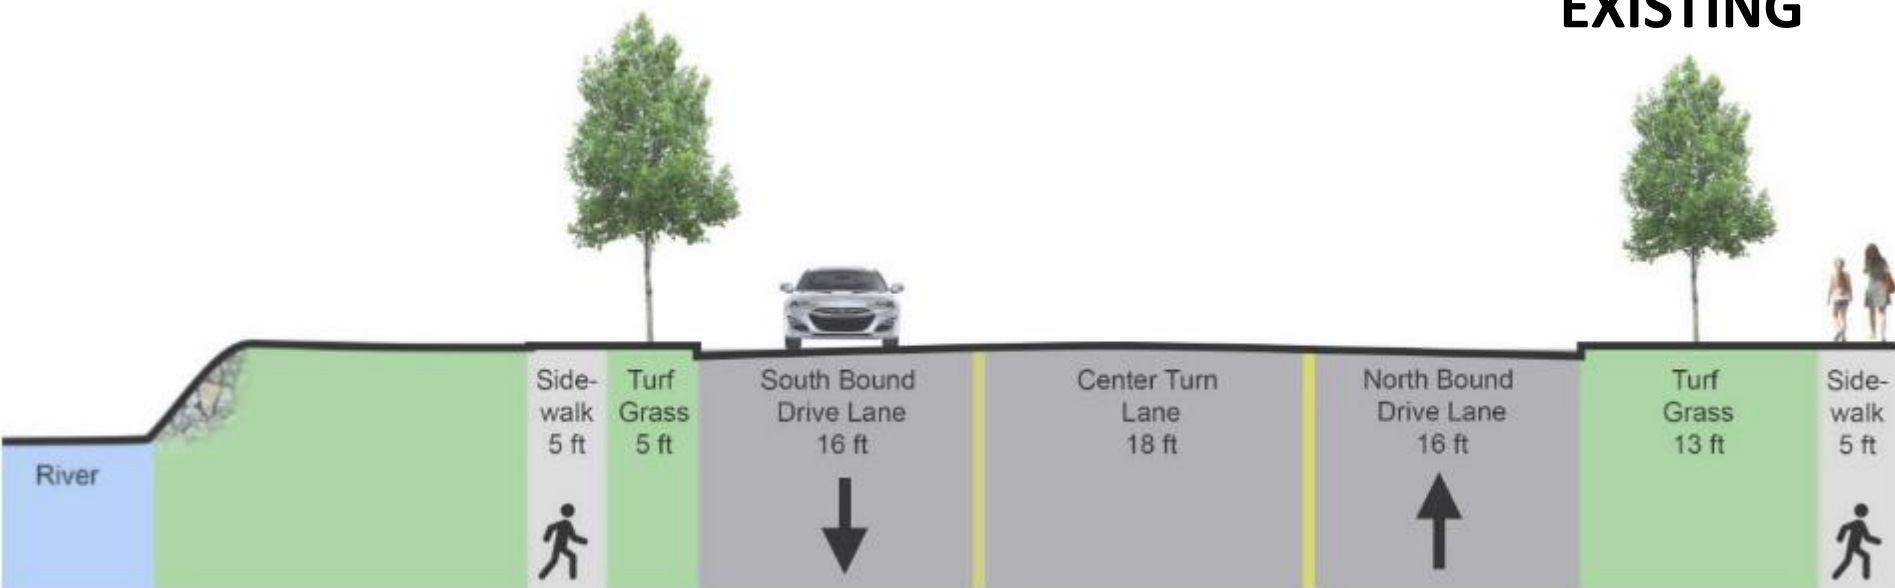 EXISTING
River
Side-
walk
5 ft
Turf
Grass
5 ft
South Bound
Drive Lane
16 ft
Center Turn
Lane
18 ft
North Bound
Drive Lane
16 ft
Turf
Grass
13 ft
Side-
walk
5 ft